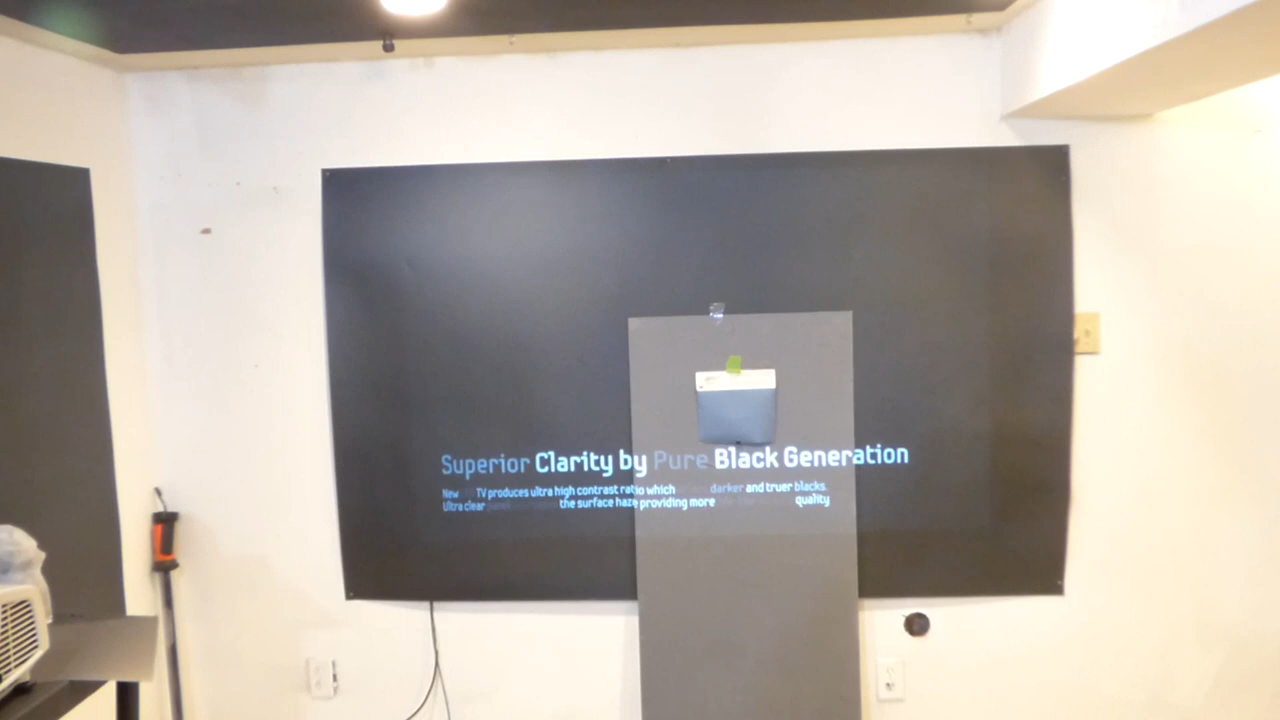 Superior Clarity by Pure Black Generation
New TV produces ultra high contrast ratio which darker and truer blacks.
Ultra clear panel the surface haze providing more quality